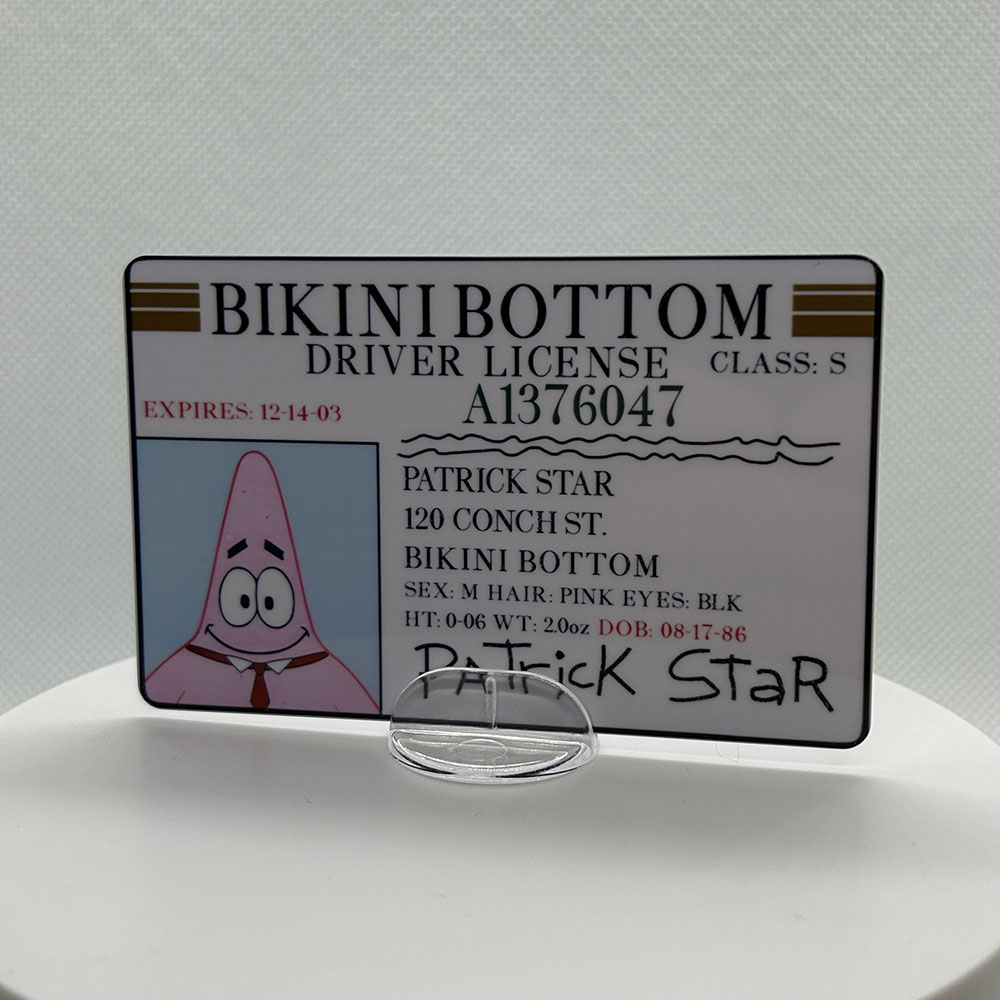 BIKINI BOTTOM
DRIVER LICENSE CLASS: S
A1376047
EXPIRES: 12-14-03
PATRICK STAR
120 CONCH ST.
BIKINI BOTTOM
SEX: M HAIR: PINK EYES: BLK
HT: 0-06 WT: 2.0oz DOB: 08-17-86
PATrick STaR